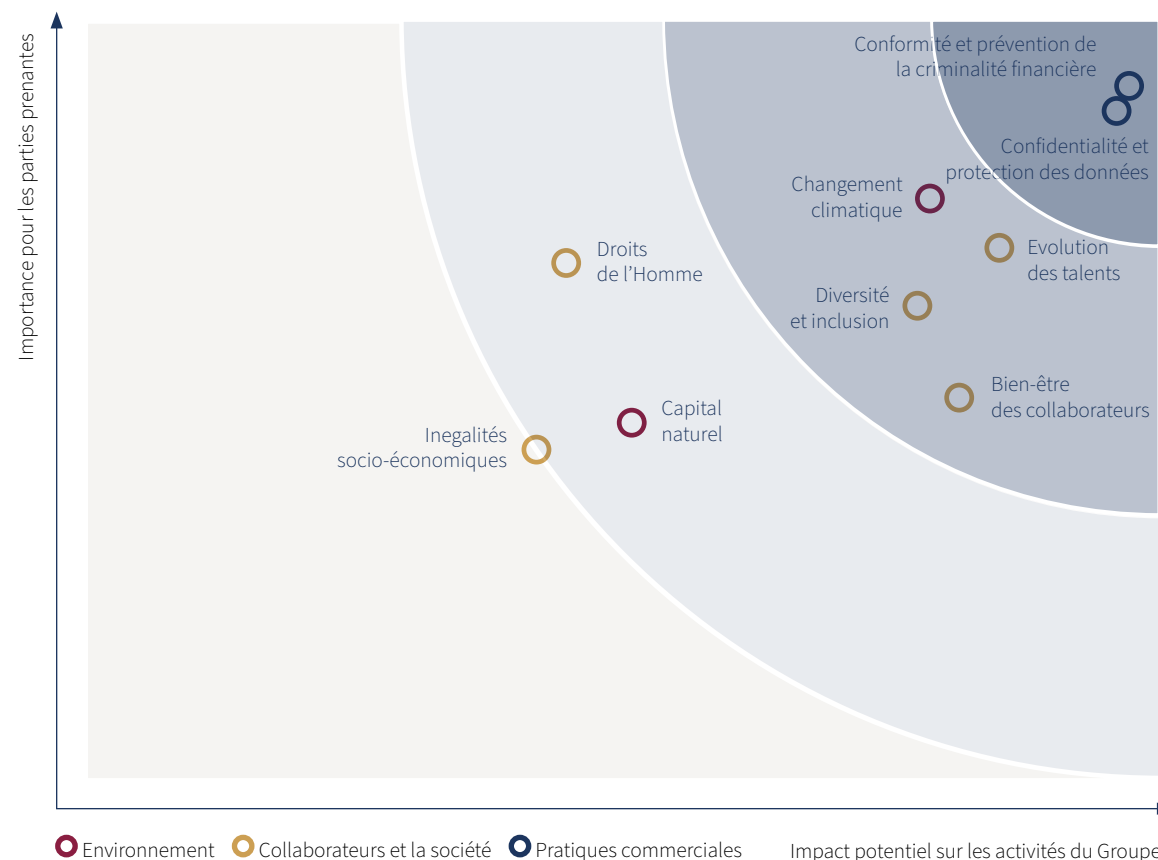 Importance pour les parties prenantes
Conformité et prévention de
la criminalité financière
Confidentialité et
protection des données
Changement
climatique
Evolution
des talents
Droits
de l’Homme
Diversité
et inclusion
Bien-être
des collaborateurs
Capital
naturel
Inegalités
socio-économiques
Environnement
Collaborateurs et la société
Pratiques commerciales
Impact potentiel sur les activités du Groupe